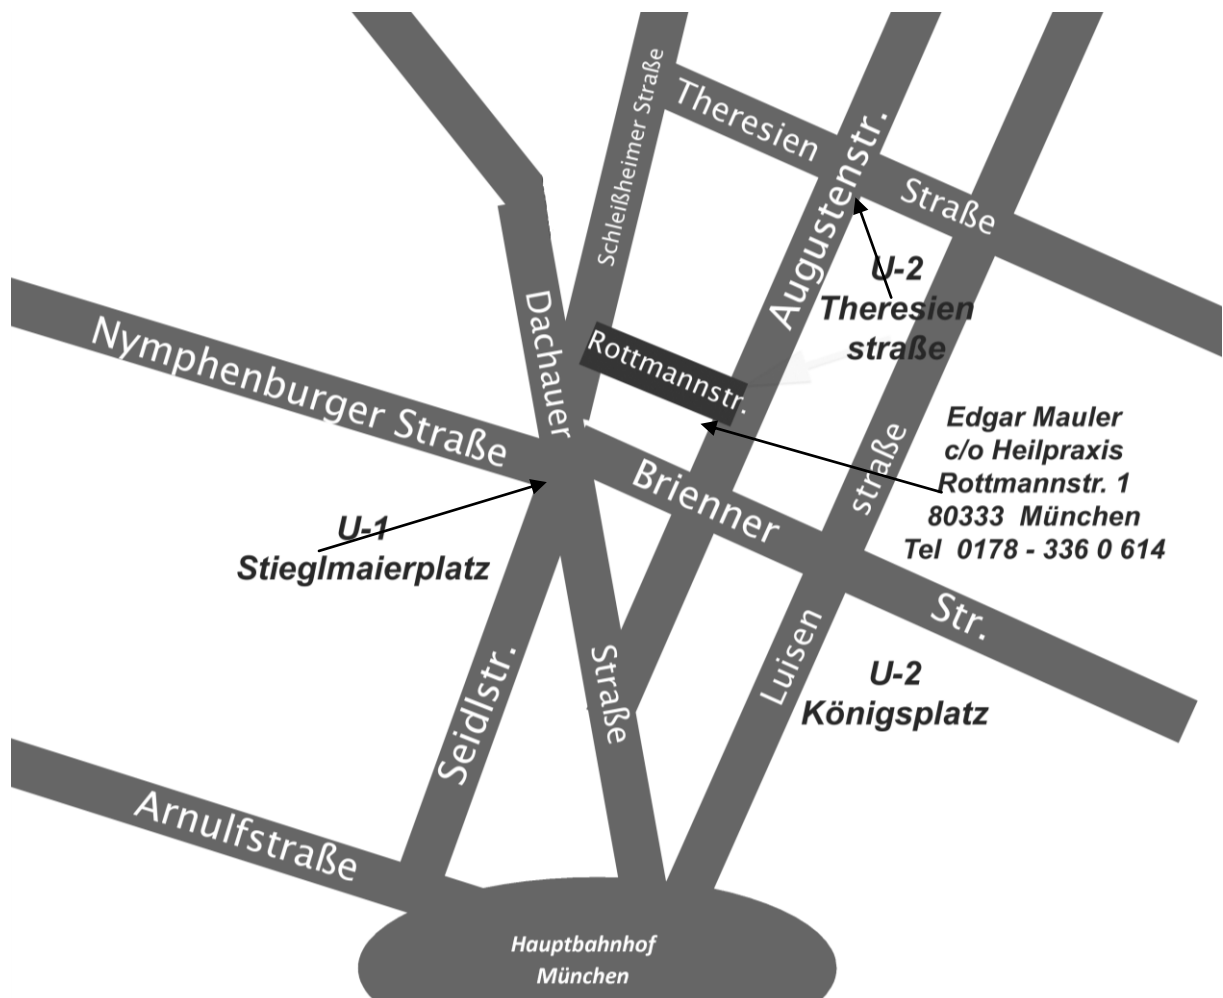 Schleißheimer Straße
Theresien
Straße
Augustenstr.
U-2
Theresien
straße
Dachauer
Rottmannstr.
Nymphenburger Straße
Brienner
Str.
straße
Edgar Mauler
c/o Heilpraxis
Rottmannstr. 1
80333 München
Tel 0178 - 336 0 614
U-1
Stieglmaierplatz
Luisen
Straße
Seidlstr.
U-2
Königsplatz
Arnulfstraße
Hauptbahnhof
München